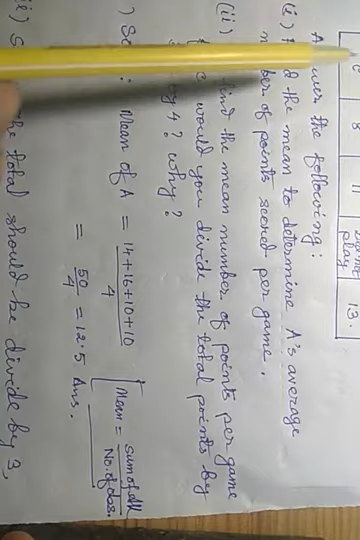 C 8 11 Did not play 13
the following:
(i) the mean to determine A's average
of points scored per game.
(ii) find the mean number of points per game
would you divide the total points by
by 4? Why?
Mean of A = 14+16+10+10 / 4 [Mean = sum of all / No. of obs.
= 50/4 = 12.5 Ans.
the total should be divide by 3,